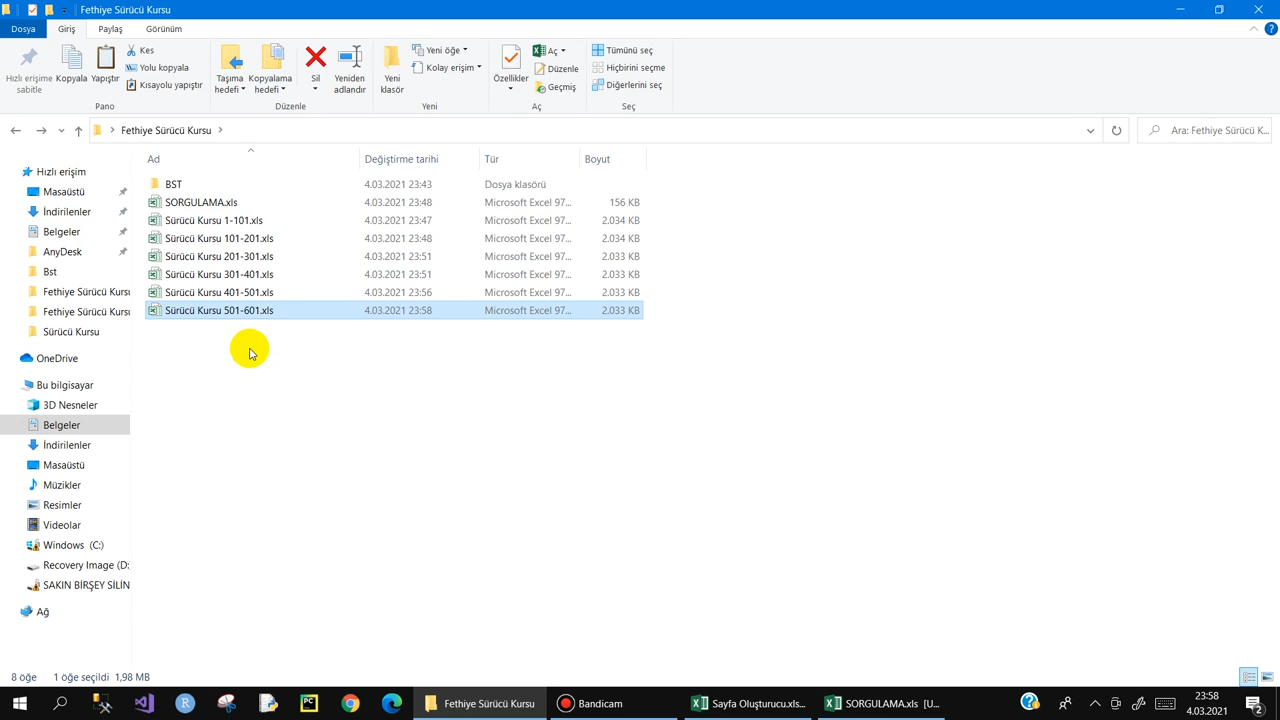 Fethiye Sürücü Kursu
Dosya Giriş Paylaş Görünüm
Hızlı erişime sabitle
Kopyala
Yapıştır
Kes
Yolu kopyala
Kısayolu yapıştır
Pano
Taşıma hedefi
Kopyalama hedefi
Sil
Yeniden adlandır
Düzenle
Yeni klasör
Yeni öğe
Kolay erişim
Yeni
Özellikler
Aç
Düzenle
Geçmiş
Aç
Tümünü seç
Hiçbirini seçme
Diğerlerini seç
Seç
Fethiye Sürücü Kursu
Ara: Fethiye Sürücü K...
Ad Değiştirme tarihi Tür Boyut
BST 4.03.2021 23:43 Dosya klasörü
SORGULAMA.xls 4.03.2021 23:48 Microsoft Excel 97... 156 KB
Sürücü Kursu 1-101.xls 4.03.2021 23:47 Microsoft Excel 97... 2.034 KB
Sürücü Kursu 101-201.xls 4.03.2021 23:48 Microsoft Excel 97... 2.034 KB
Sürücü Kursu 201-301.xls 4.03.2021 23:51 Microsoft Excel 97... 2.033 KB
Sürücü Kursu 301-401.xls 4.03.2021 23:51 Microsoft Excel 97... 2.033 KB
Sürücü Kursu 401-501.xls 4.03.2021 23:56 Microsoft Excel 97... 2.033 KB
Sürücü Kursu 501-601.xls 4.03.2021 23:58 Microsoft Excel 97... 2.033 KB
Hızlı erişim
Masaüstü
İndirilenler
Belgeler
AnyDesk
Bst
Fethiye Sürücü Kursu
Fethiye Sürücü Kursu
Sürücü Kursu
OneDrive
Bu bilgisayar
3D Nesneler
Belgeler
İndirilenler
Masaüstü
Müzikler
Resimler
Videolar
Windows (C:)
Recovery Image (D:
SAKIN BİRŞEY SİLİN
Ağ
8 öğe 1 öğe seçildi 1,98 MB
PC
Fethiye Sürücü Kursu
Bandicam
Sayfa Oluşturucu.xls...
SORGULAMA.xls [U...
23:58
4.03.2021
2